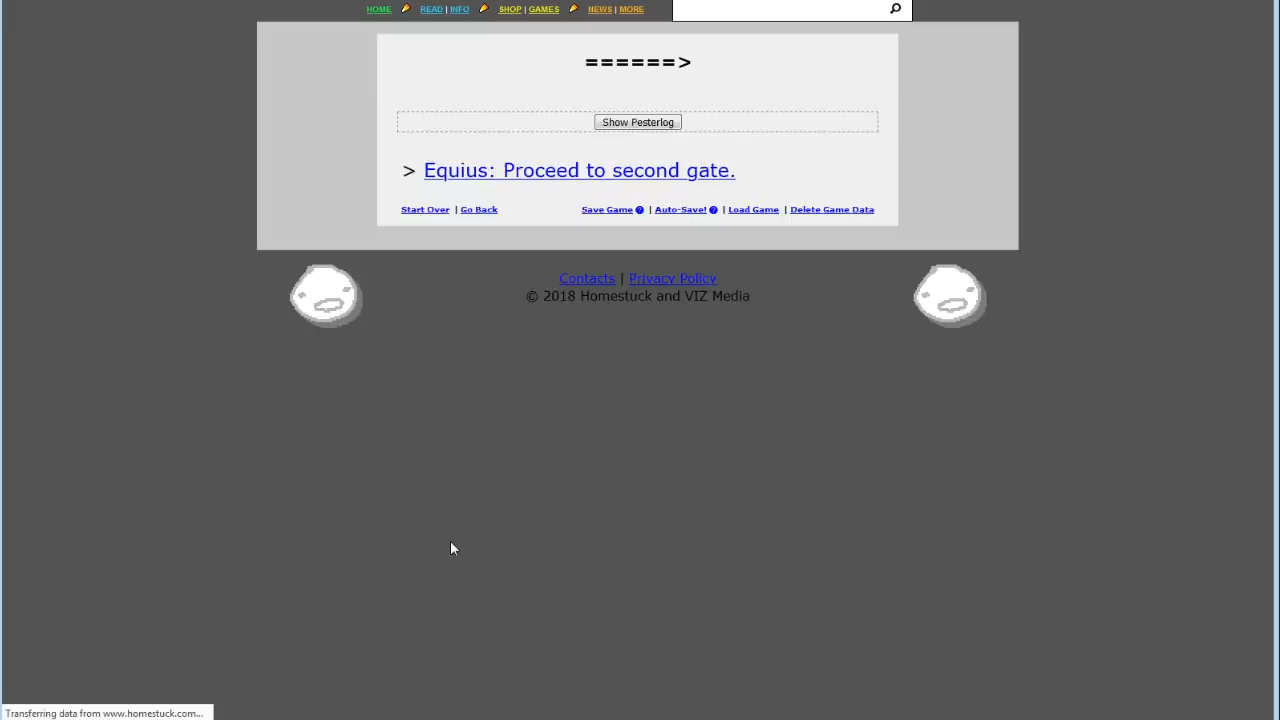 HOME READ | INFO SHOP | GAMES NEWS | MORE
======>
Show Pesterlog
> Equius: Proceed to second gate.
Start Over | Go Back Save Game ? | Auto-Save! ? | Load Game | Delete Game Data
Contacts | Privacy Policy
© 2018 Homestuck and VIZ Media
Transferring data from www.homestuck.com...